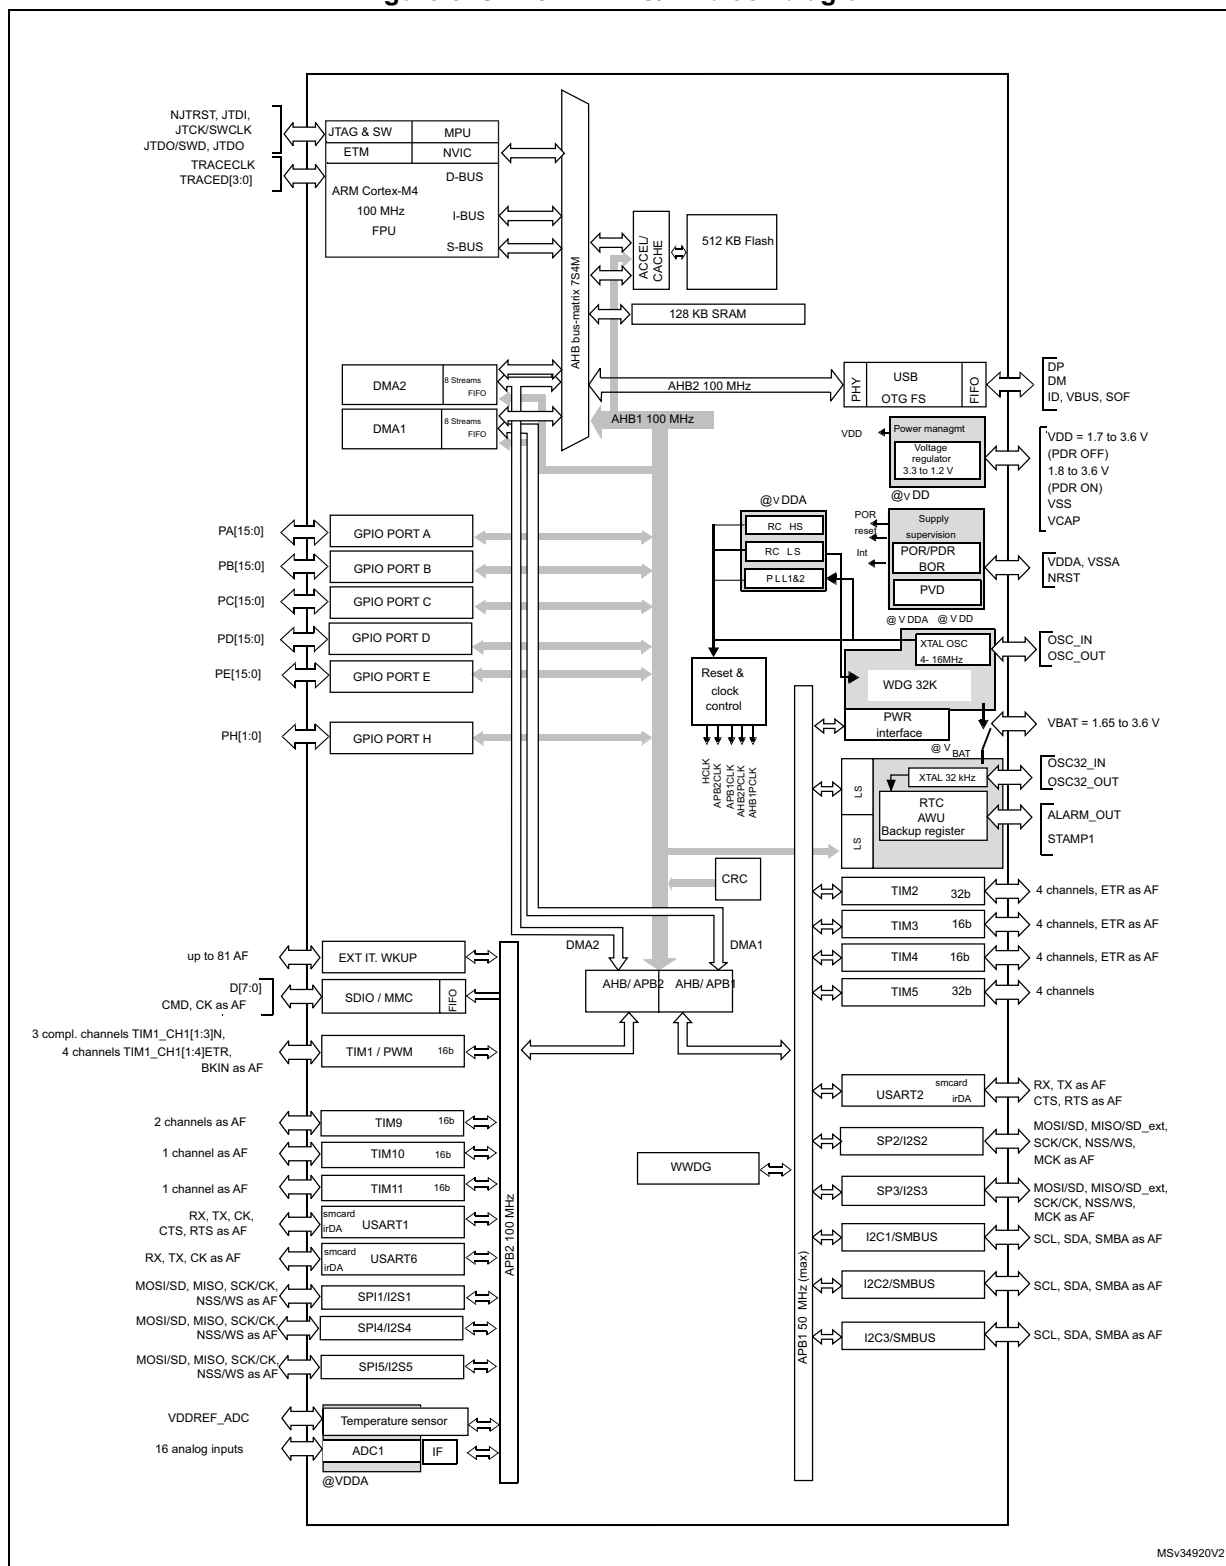 NJTRST, JTDI,
JTCK/SWCLK
JTDO/SWD, JTDO
TRACECLK
TRACED[3:0]
JTAG & SW
MPU
ETM
NVIC
D-BUS
ARM Cortex-M4
100 MHz
FPU
I-BUS
S-BUS
AHB bus-matrix 7S4M
ACCEL/
CACHE
512 KB Flash
128 KB SRAM
DMA2
8 Streams
FIFO
DMA1
8 Streams
FIFO
AHB2 100 MHz
AHB1 100 MHz
PHY
USB
OTG FS
FIFO
DP
DM
ID, VBUS, SOF
VDD
Power managmt
Voltage
regulator
3.3 to 1.2 V
@VDD
VDD = 1.7 to 3.6 V
(PDR OFF)
1.8 to 3.6 V
(PDR ON)
VSS
VCAP
@VDDA
RC HS
RC LS
PLL1&2
POR
reset
Int
Supply
supervision
POR/PDR
BOR
PVD
@VDDA @VDD
VDDA, VSSA
NRST
PA[15:0]
GPIO PORT A
PB[15:0]
GPIO PORT B
PC[15:0]
GPIO PORT C
PD[15:0]
GPIO PORT D
PE[15:0]
GPIO PORT E
PH[1:0]
GPIO PORT H
XTAL OSC
4- 16MHz
OSC_IN
OSC_OUT
WDG 32K
Reset &
clock
control
HCLK
APB2CLK
APB1CLK
AHB2PCLK
AHB1PCLK
PWR
interface
VBAT = 1.65 to 3.6 V
@VBAT
LS
LS
XTAL 32 kHz
OSC32_IN
OSC32_OUT
RTC
AWU
Backup register
ALARM_OUT
STAMP1
CRC
TIM2 32b
4 channels, ETR as AF
TIM3 16b
4 channels, ETR as AF
TIM4 16b
4 channels, ETR as AF
TIM5 32b
4 channels
DMA2
DMA1
AHB/ APB2
AHB/ APB1
up to 81 AF
EXT IT. WKUP
D[7:0]
CMD, CK as AF
SDIO / MMC
FIFO
3 compl. channels TIM1_CH1[1:3]N,
4 channels TIM1_CH1[1:4]ETR,
BKIN as AF
TIM1 / PWM 16b
2 channels as AF
TIM9 16b
1 channel as AF
TIM10 16b
1 channel as AF
TIM11 16b
RX, TX, CK,
CTS, RTS as AF
smcard
irDA
USART1
RX, TX, CK as AF
smcard
irDA
USART6
MOSI/SD, MISO, SCK/CK,
NSS/WS as AF
SPI1/I2S1
MOSI/SD, MISO, SCK/CK,
NSS/WS as AF
SPI4/I2S4
MOSI/SD, MISO, SCK/CK,
NSS/WS as AF
SPI5/I2S5
VDDREF_ADC
Temperature sensor
16 analog inputs
ADC1
IF
@VDDA
APB2 100 MHz
WWDG
APB1 50 MHz (max)
USART2
smcard
irDA
RX, TX as AF
CTS, RTS as AF
SP2/I2S2
MOSI/SD, MISO/SD_ext,
SCK/CK, NSS/WS,
MCK as AF
SP3/I2S3
MOSI/SD, MISO/SD_ext,
SCK/CK, NSS/WS,
MCK as AF
I2C1/SMBUS
SCL, SDA, SMBA as AF
I2C2/SMBUS
SCL, SDA, SMBA as AF
I2C3/SMBUS
SCL, SDA, SMBA as AF
MSv34920V2